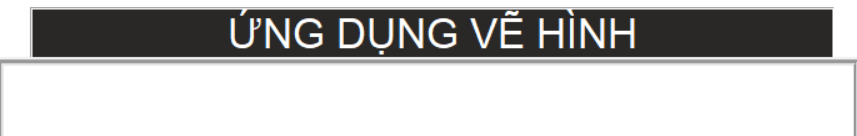 ỨNG DỤNG VẼ HÌNH